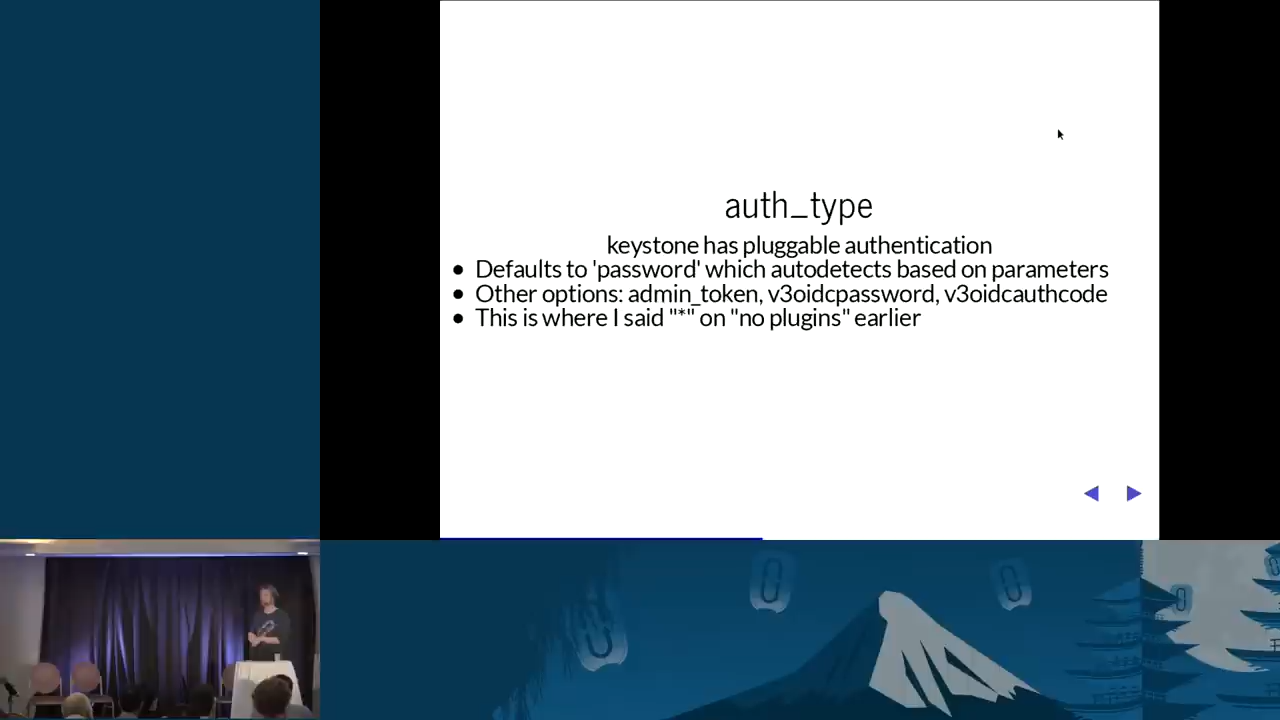 auth_type
keystone has pluggable authentication
• Defaults to 'password' which autodetects based on parameters
• Other options: admin_token, v3oidcpassword, v3oidcauthcode
• This is where I said "*" on "no plugins" earlier